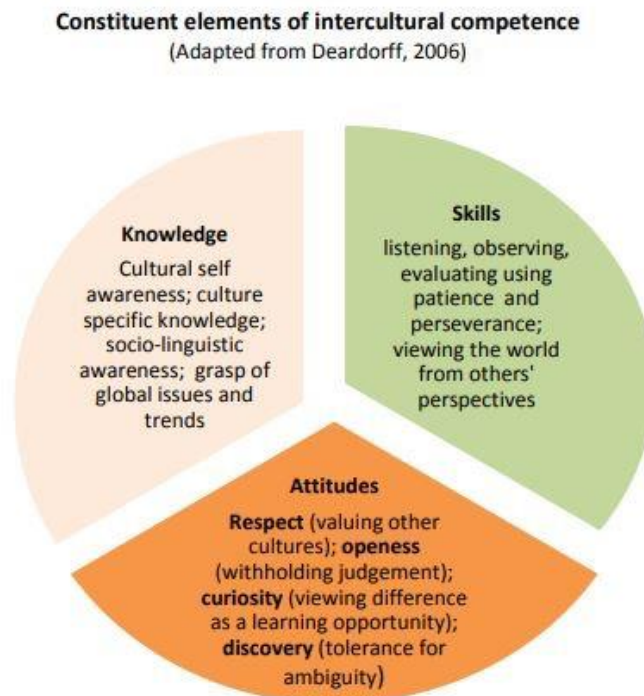 Constituent elements of intercultural competence
(Adapted from Deardorff, 2006)
Knowledge
Cultural self
awareness; culture
specific knowledge;
socio-linguistic
awareness; grasp of
global issues and
trends
Skills
listening, observing,
evaluating using
patience and
perseverance;
viewing the world
from others'
perspectives
Attitudes
Respect (valuing other
cultures); openess
(withholding judgement);
curiosity (viewing difference
as a learning opportunity);
discovery (tolerance for
ambiguity)